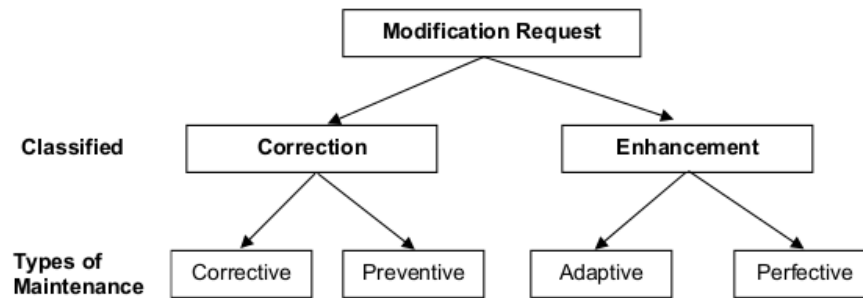 Modification Request
Classified
Correction
Enhancement
Types of
Maintenance
Corrective
Preventive
Adaptive
Perfective